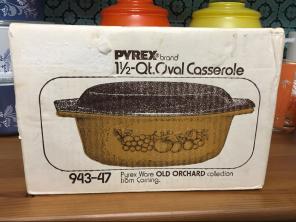 PYREX® brand
1½-Qt. Oval Casserole
943-47
Pyrex Ware OLD ORCHARD collection
from Corning.